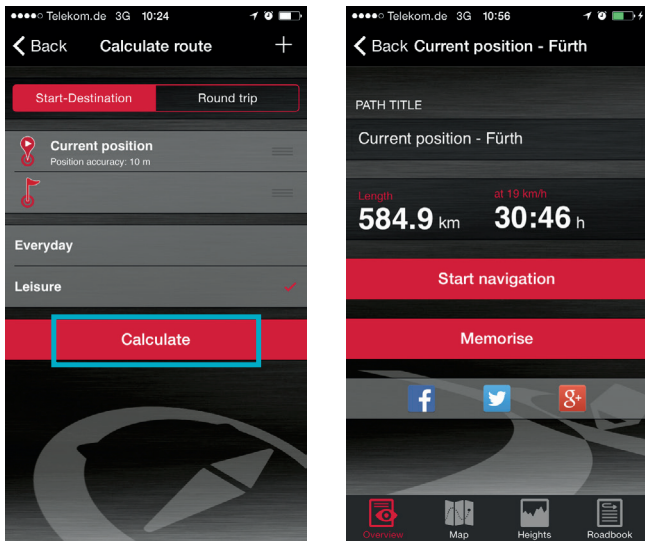 Telekom.de 3G 10:24
Back Calculate route +
Start-Destination Round trip
Current position
Position accuracy: 10 m
Everyday
Leisure
Calculate
Telekom.de 3G 10:56
Back Current position - Fürth
PATH TITLE
Current position - Fürth
Length at 19 km/h
584.9 km 30:46 h
Start navigation
Memorise
f g+
Overview Map Heights Roadbook